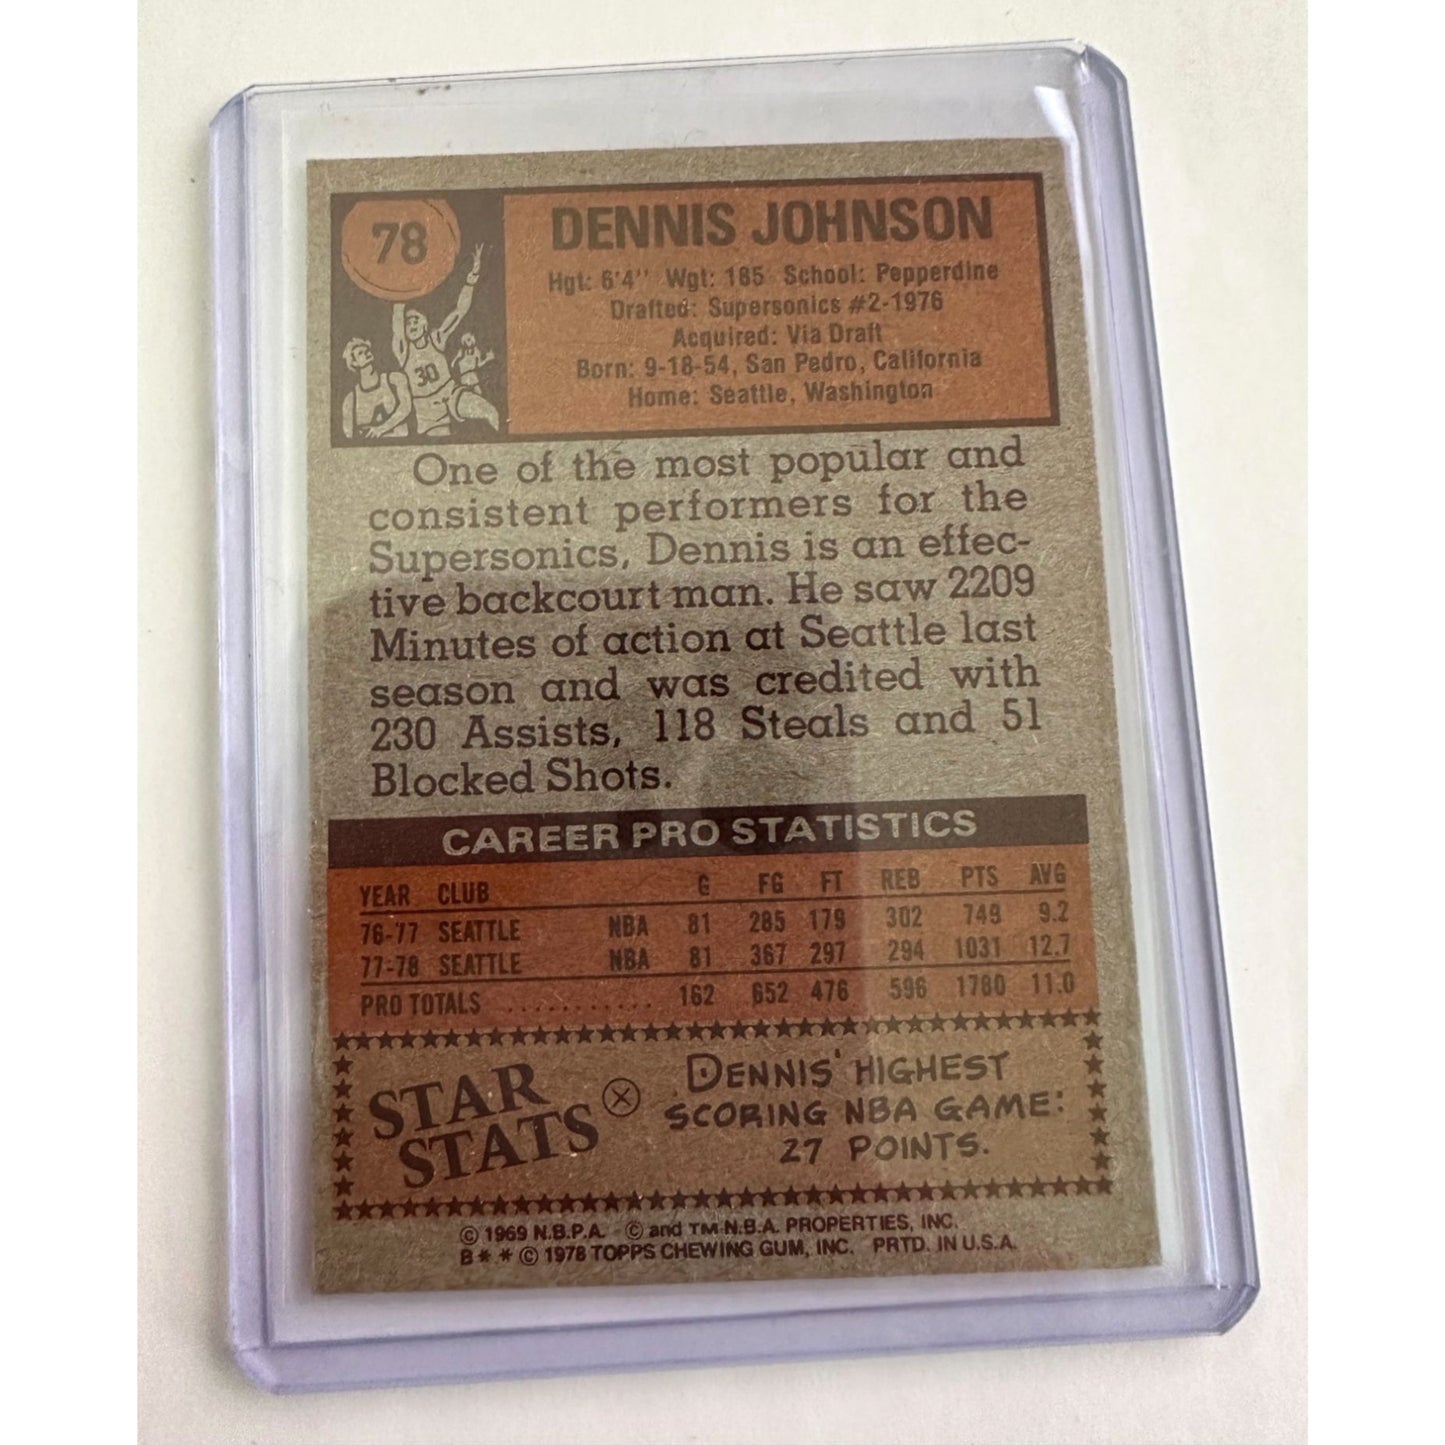 78
30
DENNIS JOHNSON
Hgt: 6'4" Wgt: 185 School: Pepperdine
Drafted: Supersonics #2-1976
Acquired: Via Draft
Born: 9-18-54, San Pedro, California
Home: Seattle, Washington
One of the most popular and
consistent performers for the
Supersonics, Dennis is an effec-
tive backcourt man. He saw 2209
Minutes of action at Seattle last
season and was credited with
230 Assists, 118 Steals and 51
Blocked Shots.
CAREER PRO STATISTICS
YEAR CLUB G FG FT REB PTS AVG
76-77 SEATTLE NBA 81 285 179 302 749 9.2
77-78 SEATTLE NBA 81 367 297 294 1031 12.7
PRO TOTALS . . . . . . . . . . . 162 652 476 596 1780 11.0
STAR
STATS
DENNIS' HIGHEST
SCORING NBA GAME:
27 POINTS.
© 1969 N.B.P.A. © and TM N.B.A. PROPERTIES, INC.
B * * © 1978 TOPPS CHEWING GUM, INC. PRTD. IN U.S.A.